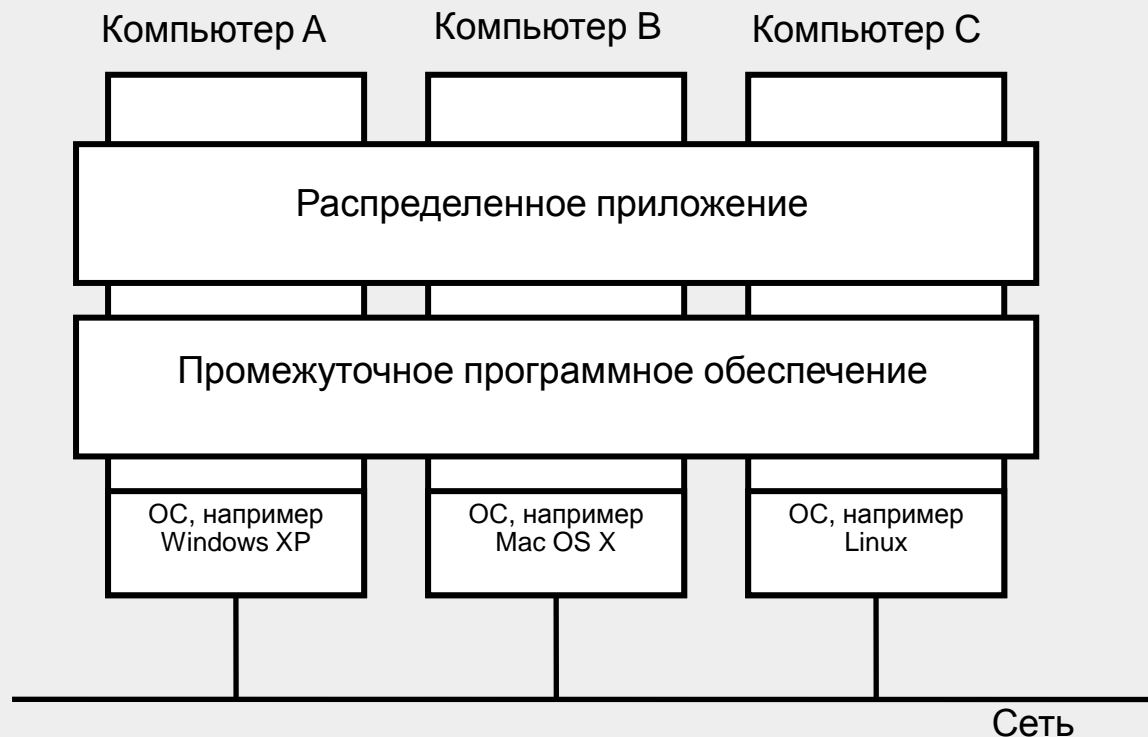 Компьютер А
Компьютер В
Компьютер С
Распределенное приложение
Промежуточное программное обеспечение
ОС, например
Windows XP
ОС, например
Mac OS X
ОС, например
Linux
Сеть